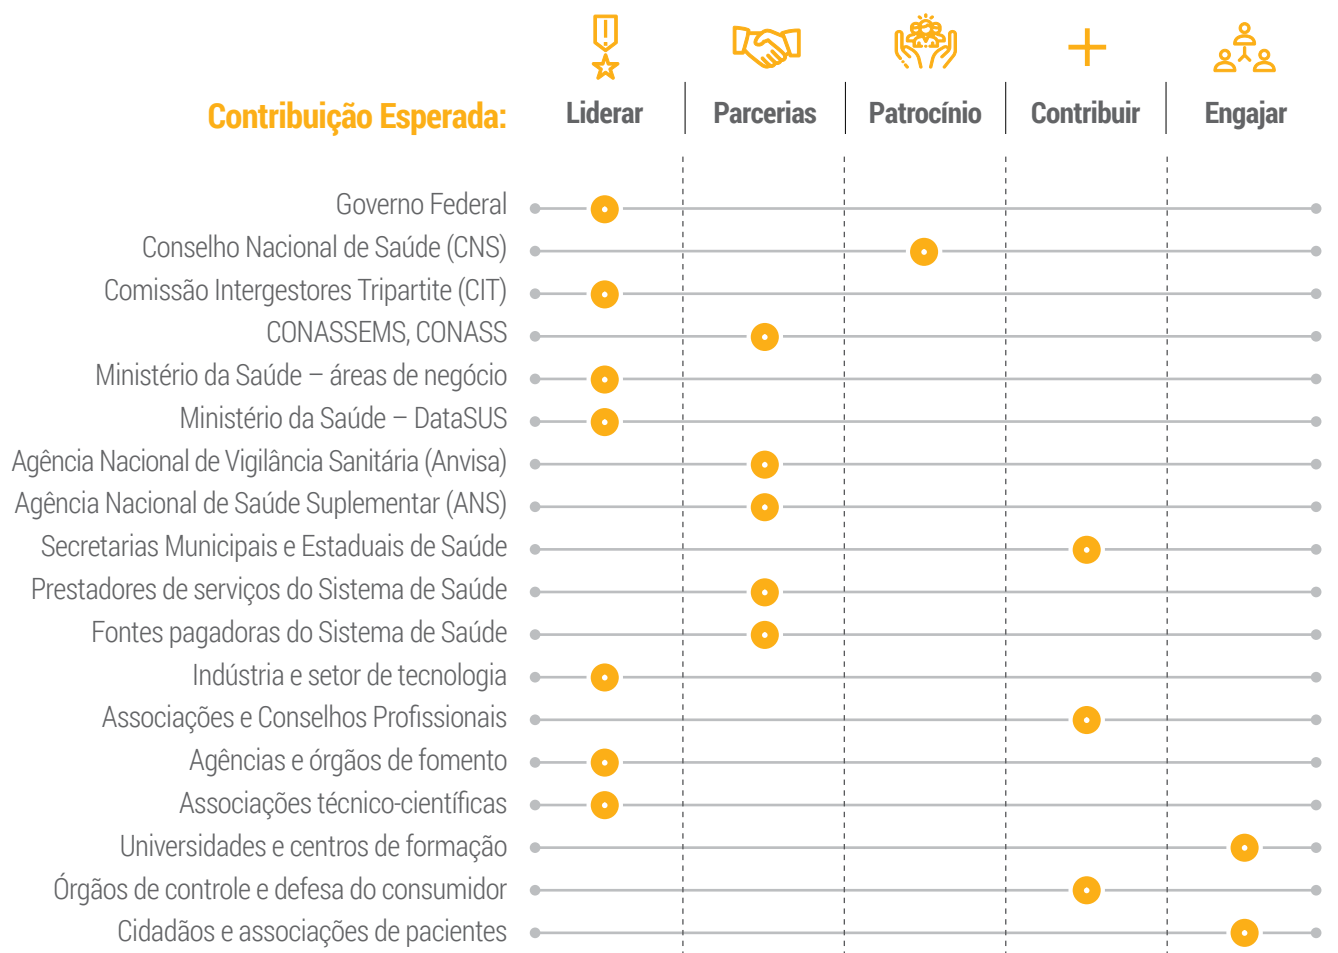 Contribuição Esperada:
Liderar
Parcerias
Patrocínio
Contribuir
Engajar
Governo Federal
Conselho Nacional de Saúde (CNS)
Comissão Intergestores Tripartite (CIT)
CONASSEMS, CONASS
Ministério da Saúde – áreas de negócio
Ministério da Saúde – DataSUS
Agência Nacional de Vigilância Sanitária (Anvisa)
Agência Nacional de Saúde Suplementar (ANS)
Secretarias Municipais e Estaduais de Saúde
Prestadores de serviços do Sistema de Saúde
Fontes pagadoras do Sistema de Saúde
Indústria e setor de tecnologia
Associações e Conselhos Profissionais
Agências e órgãos de fomento
Associações técnico-científicas
Universidades e centros de formação
Órgãos de controle e defesa do consumidor
Cidadãos e associações de pacientes